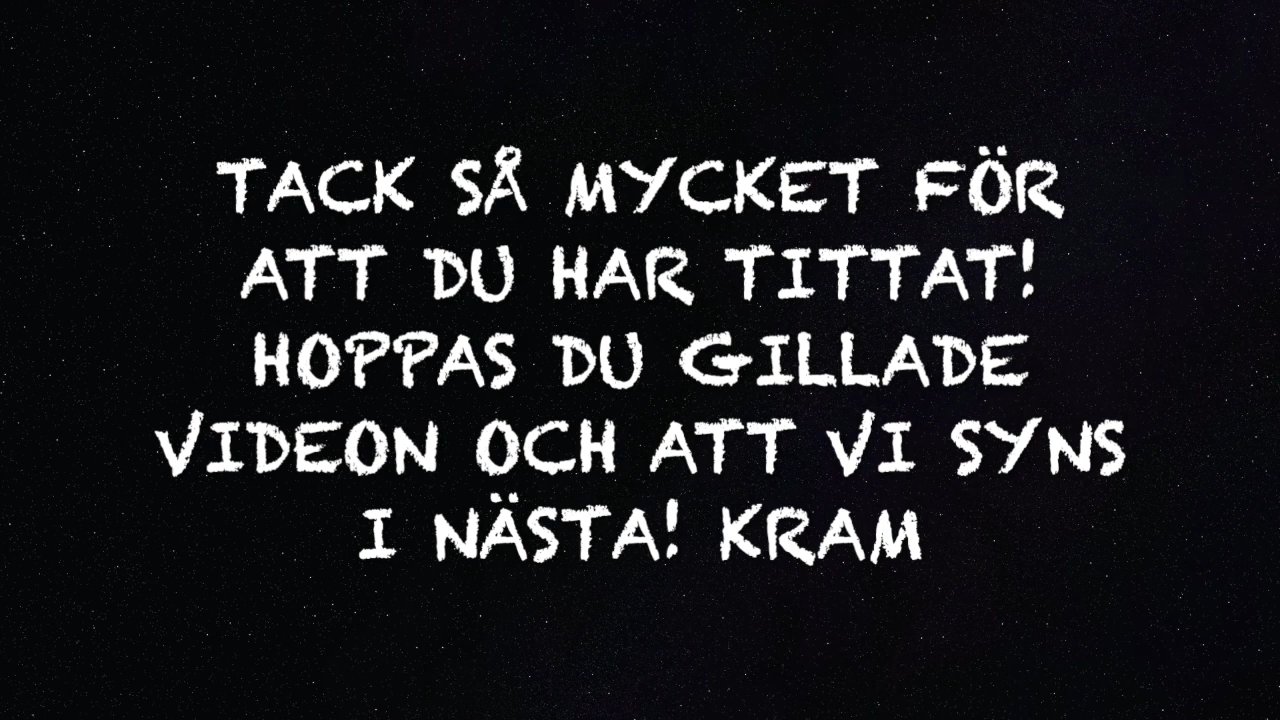 TACK SÅ MYCKET FÖR
ATT DU HAR TITTAT!
HOPPAS DU GILLADE
VIDEON OCH ATT VI SYNS
I NÄSTA! KRAM